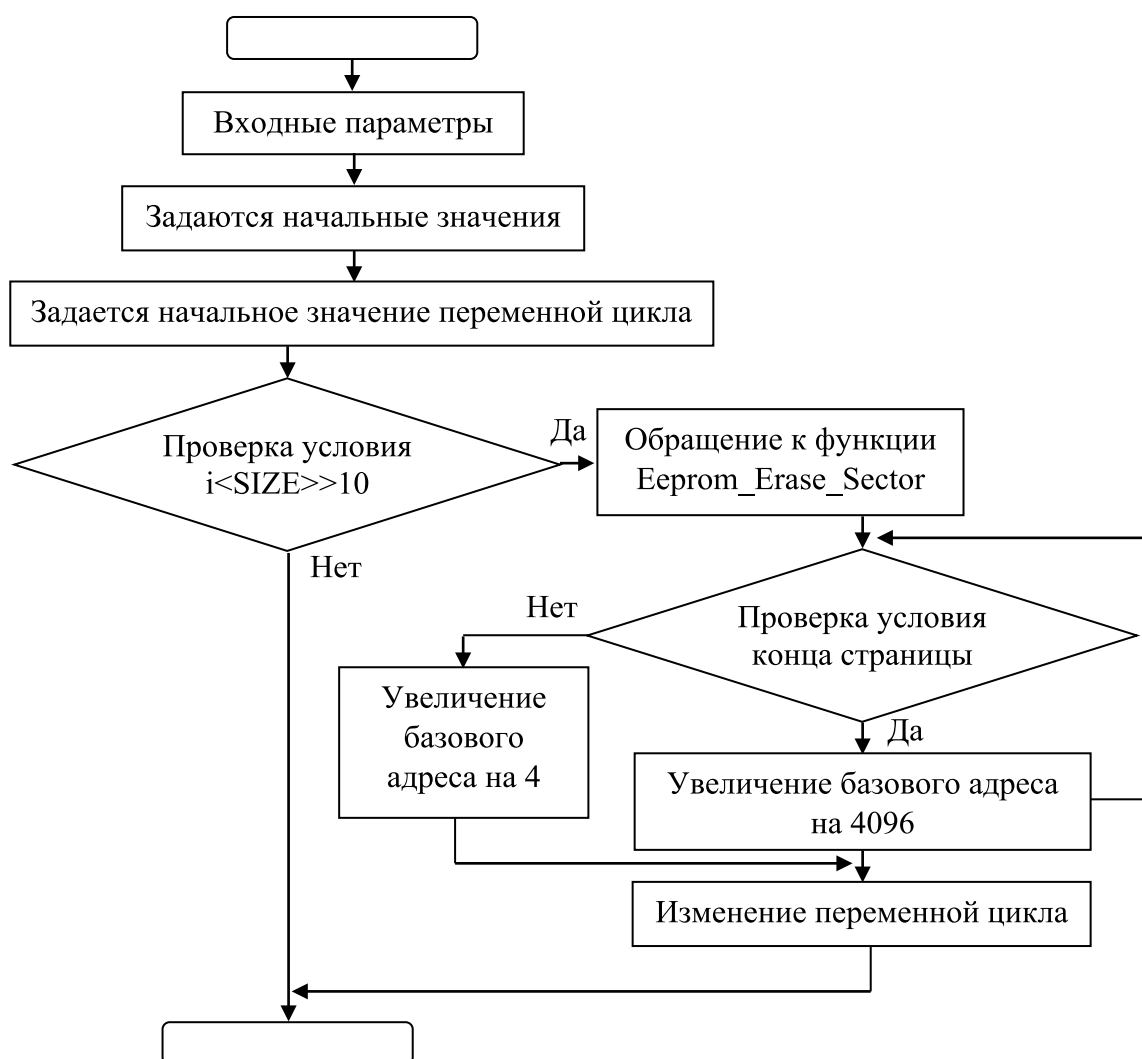 Входные параметры
Задаются начальные значения
Задается начальное значение переменной цикла
Проверка условия
i<SIZE>>10
Да
Обращение к функции
Eeprom_Erase_Sector
Нет
Нет
Проверка условия
конца страницы
Увеличение
базового
адреса на 4
Да
Увеличение базового адреса
на 4096
Изменение переменной цикла